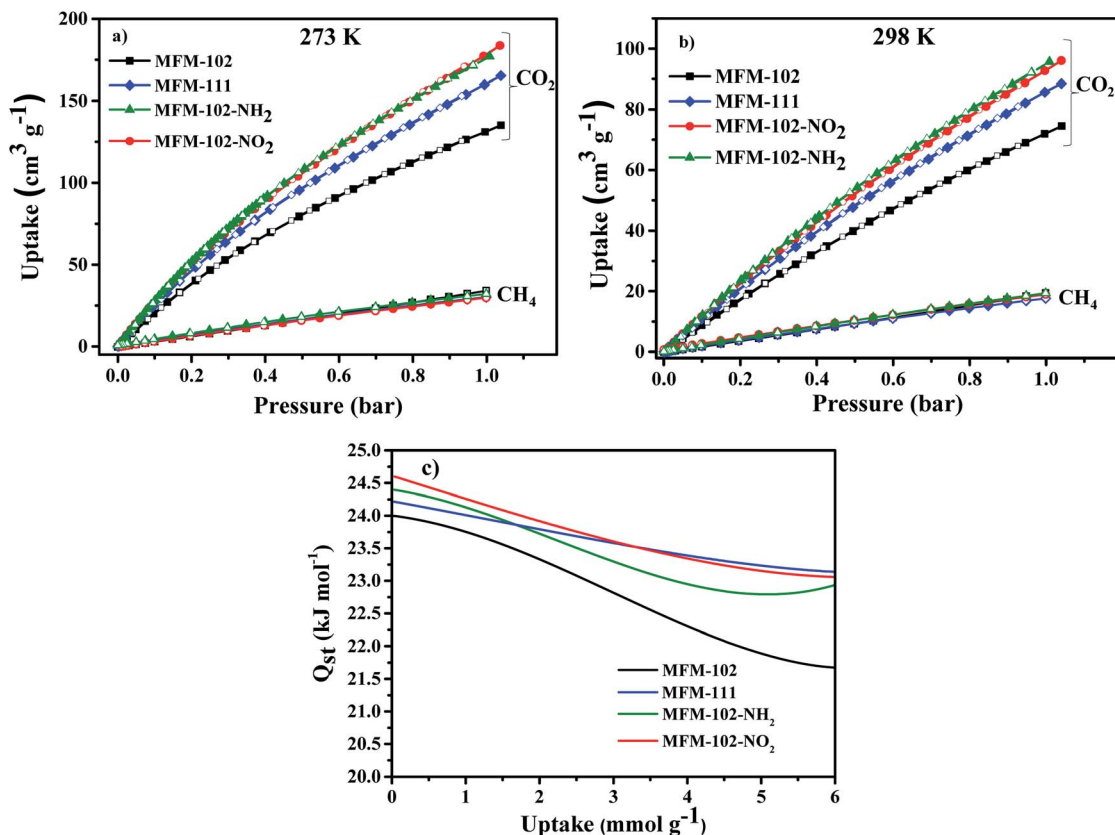 a)
273 K
MFM-102
MFM-111
MFM-102-NH₂
MFM-102-NO₂
CO₂
CH₄
200
150
100
50
0
Uptake (cm³ g⁻¹)
0.0 0.2 0.4 0.6 0.8 1.0
Pressure (bar)
b)
298 K
MFM-102
MFM-111
MFM-102-NO₂
MFM-102-NH₂
CO₂
CH₄
100
80
60
40
20
0
Uptake (cm³ g⁻¹)
0.0 0.2 0.4 0.6 0.8 1.0
Pressure (bar)
c)
25.0
24.5
24.0
23.5
23.0
22.5
22.0
21.5
21.0
20.5
20.0
Qst (kJ mol⁻¹)
MFM-102
MFM-111
MFM-102-NH₂
MFM-102-NO₂
0 1 2 3 4 5 6
Uptake (mmol g⁻¹)